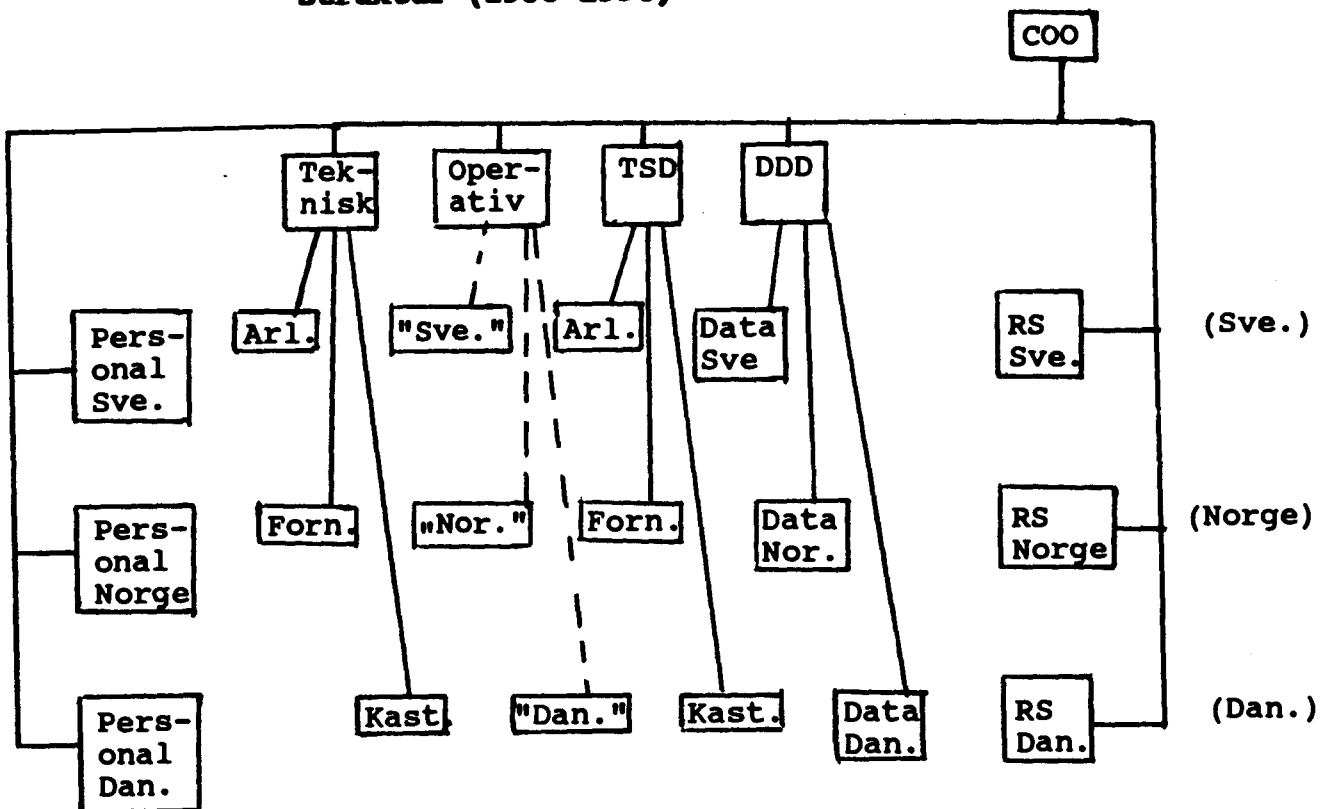 COO
Tek-
nisk
Oper-
ativ
TSD
DDD
Pers-
onal
Sve.
Arl.
"Sve."
Arl.
Data
Sve
RS
Sve.
(Sve.)
Pers-
onal
Norge
Forn.
„Nor."
Forn.
Data
Nor.
RS
Norge
(Norge)
Pers-
onal
Dan.
Kast.
"Dan."
Kast.
Data
Dan.
RS
Dan.
(Dan.)